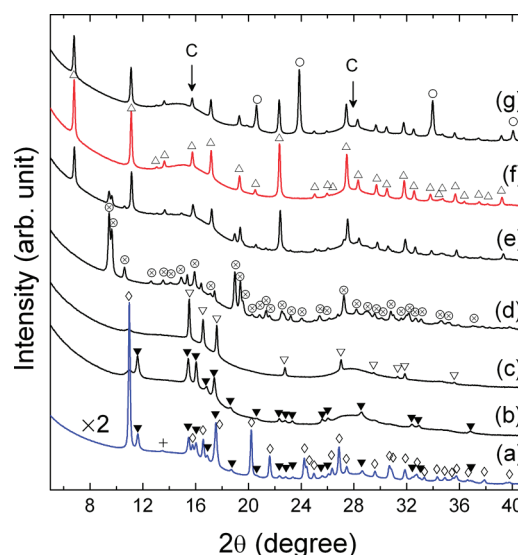 C C
(g)
(f)
(e)
(d)
(c)
(b)
×2 (a)
8 12 16 20 24 28 32 36 40
2θ (degree)
Intensity (arb. unit)